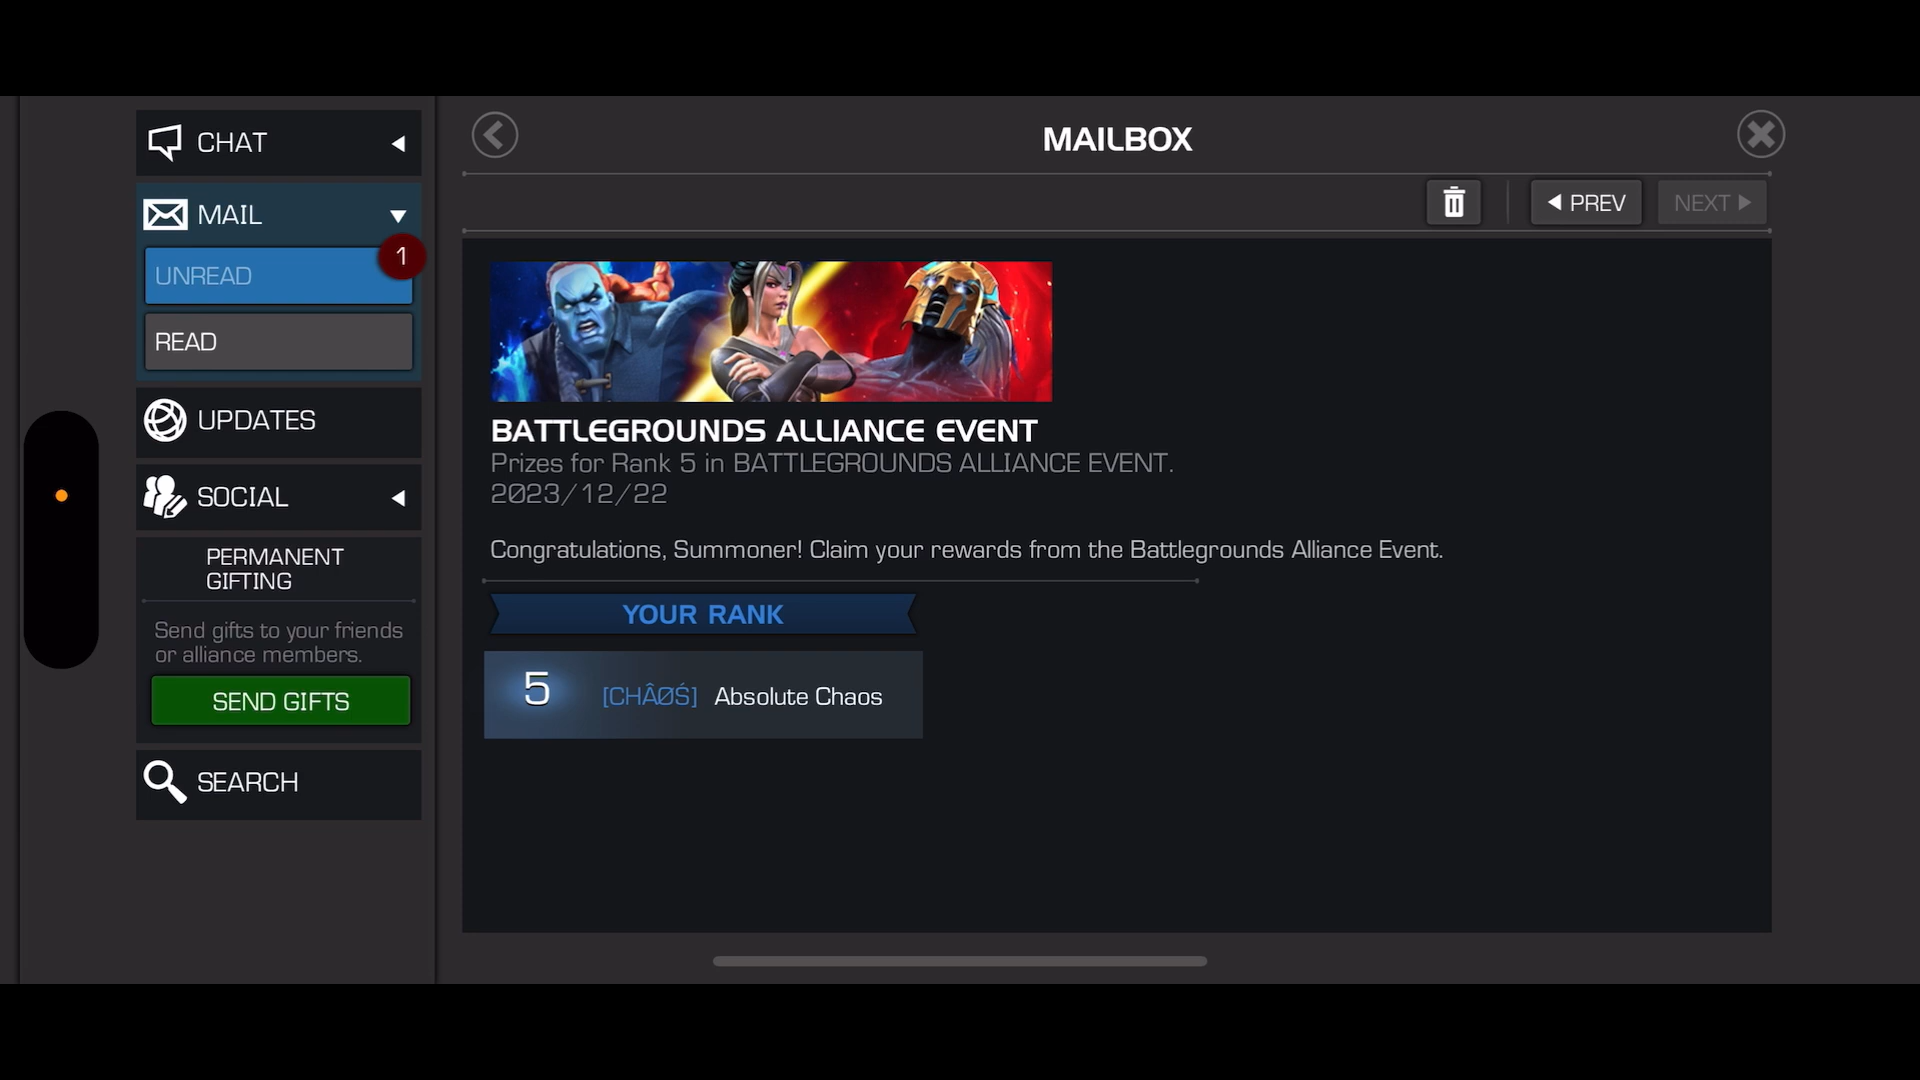 CHAT
MAIL
1
UNREAD
READ
UPDATES
SOCIAL
PERMANENT
GIFTING
Send gifts to your friends
or alliance members.
SEND GIFTS
SEARCH
MAILBOX
PREV
NEXT
BATTLEGROUNDS ALLIANCE EVENT
Prizes for Rank 5 in BATTLEGROUNDS ALLIANCE EVENT.
2023/12/22
Congratulations, Summoner! Claim your rewards from the Battlegrounds Alliance Event.
YOUR RANK
5 [CHÂØŚ] Absolute Chaos